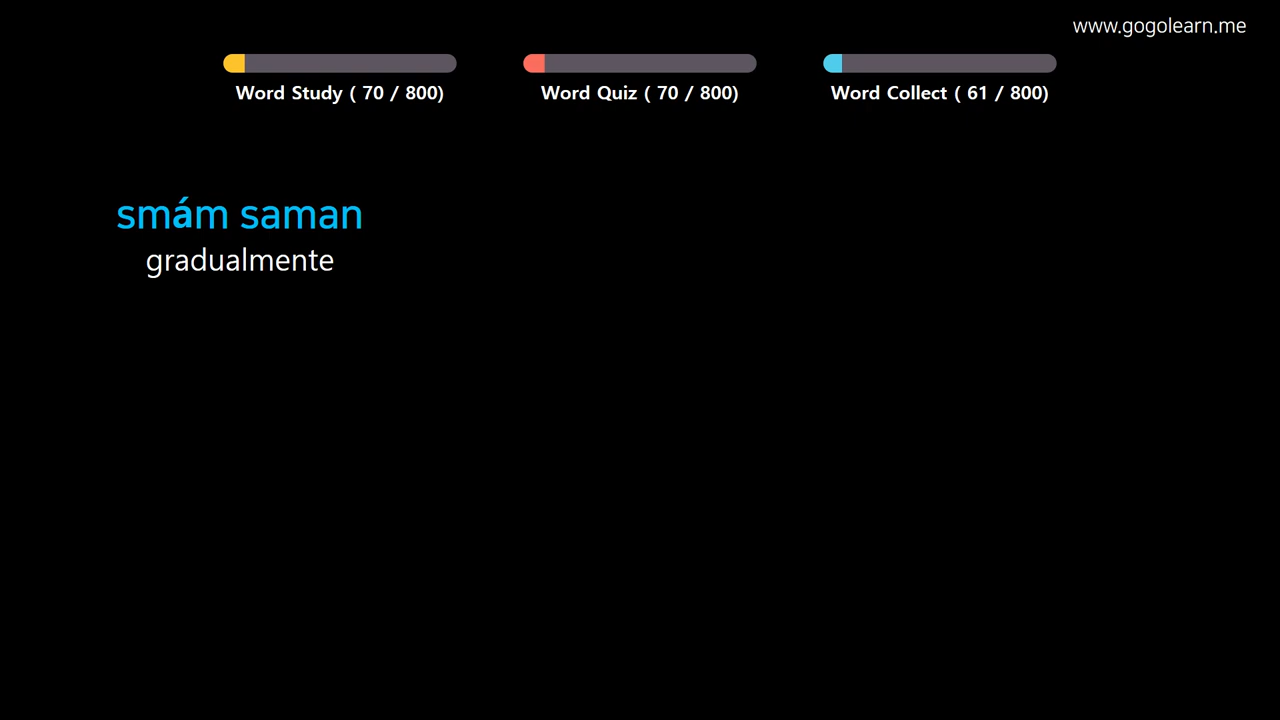 www.gogolearn.me
Word Study ( 70 / 800)
Word Quiz ( 70 / 800)
Word Collect ( 61 / 800)
smám saman
gradualmente